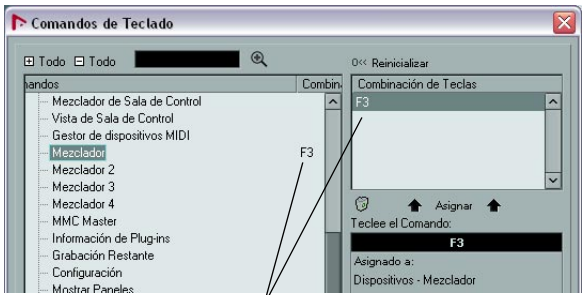 Comandos de Teclado
Todo Todo
0<< Reinicializar
andos Combin
Combinación de Teclas
Mezclador de Sala de Control
F3
Vista de Sala de Control
Gestor de dispositivos MIDI
Mezclador F3
Mezclador 2
Mezclador 3
Mezclador 4
Asignar
MMC Master
Teclee el Comando:
Información de Plug-ins
F3
Grabación Restante
Asignado a:
Configuración
Dispositivos - Mezclador
Mostrar Paneles